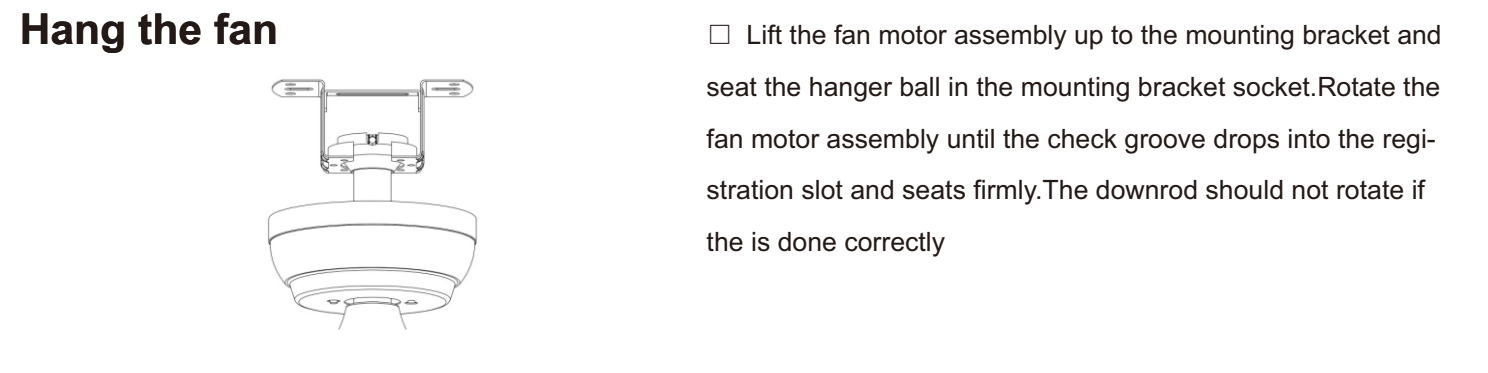 Hang the fan
□ Lift the fan motor assembly up to the mounting bracket and
seat the hanger ball in the mounting bracket socket.Rotate the
fan motor assembly until the check groove drops into the regi-
stration slot and seats firmly.The downrod should not rotate if
the is done correctly